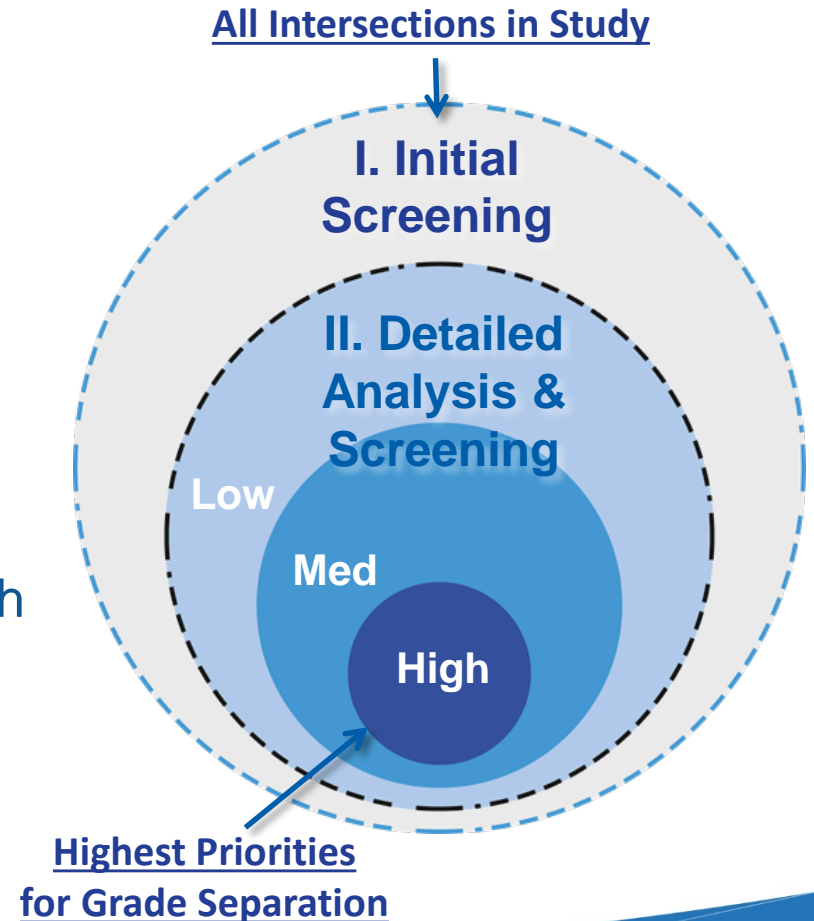 All Intersections in Study
I. Initial
Screening
II. Detailed
Analysis &
Screening
Low
Med
h
High
Highest Priorities
for Grade Separation